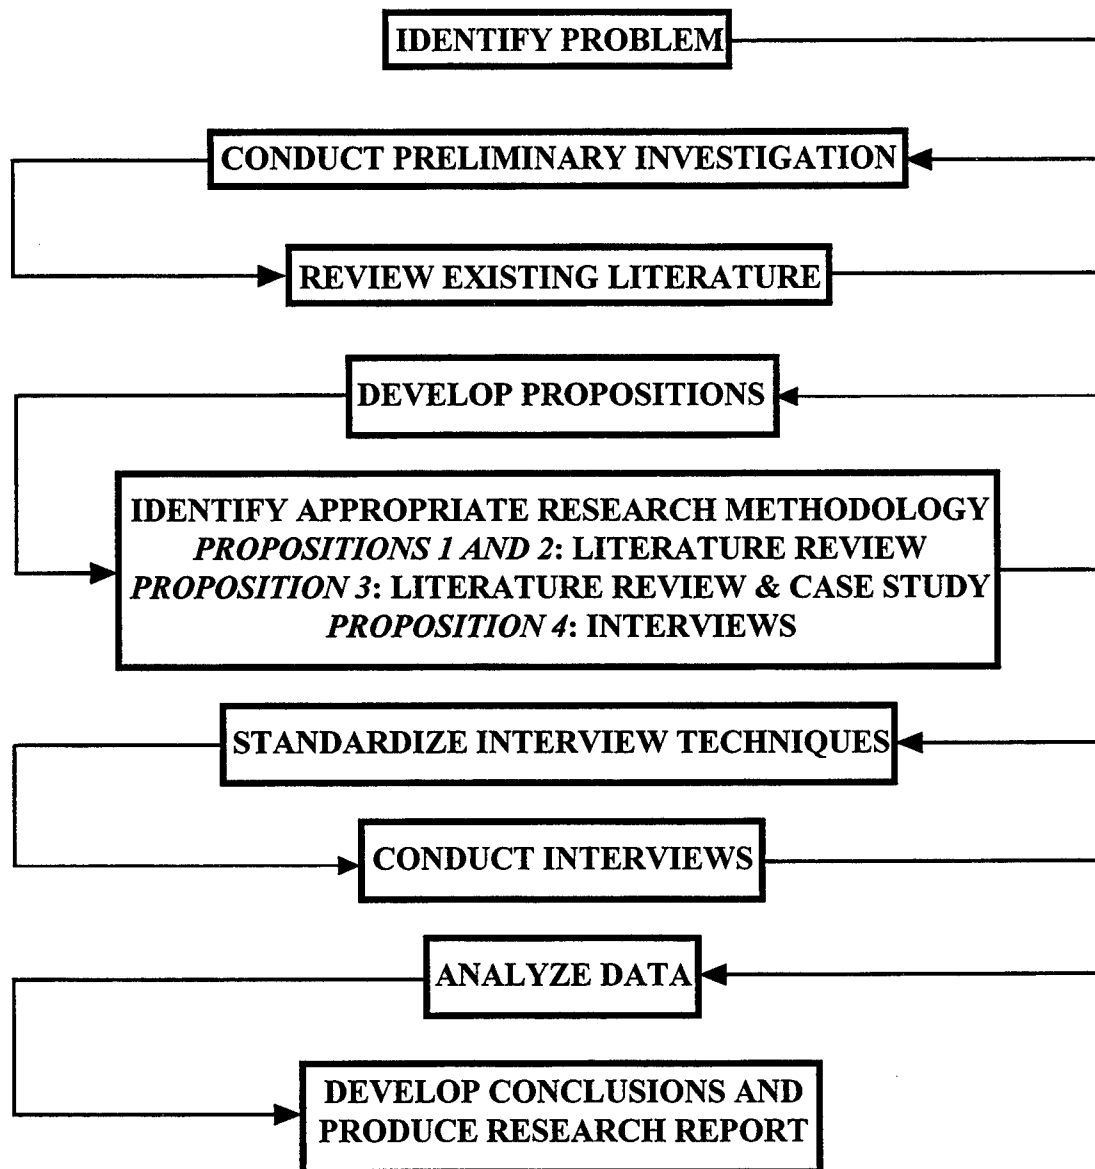 IDENTIFY PROBLEM
CONDUCT PRELIMINARY INVESTIGATION
REVIEW EXISTING LITERATURE
DEVELOP PROPOSITIONS
IDENTIFY APPROPRIATE RESEARCH METHODOLOGY
PROPOSITIONS 1 AND 2: LITERATURE REVIEW
PROPOSITION 3: LITERATURE REVIEW & CASE STUDY
PROPOSITION 4: INTERVIEWS
STANDARDIZE INTERVIEW TECHNIQUES
CONDUCT INTERVIEWS
ANALYZE DATA
DEVELOP CONCLUSIONS AND
PRODUCE RESEARCH REPORT